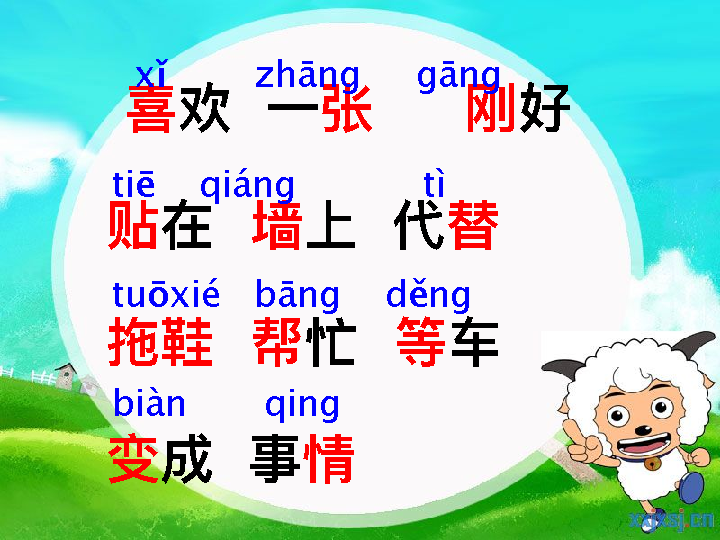 xǐ zhāng gāng
喜欢 一张 刚好
tiē qiáng tì
贴在 墙上 代替
tuōxié bāng děng
拖鞋 帮忙 等车
biàn qing
变成 事情
xxjxsj.cn